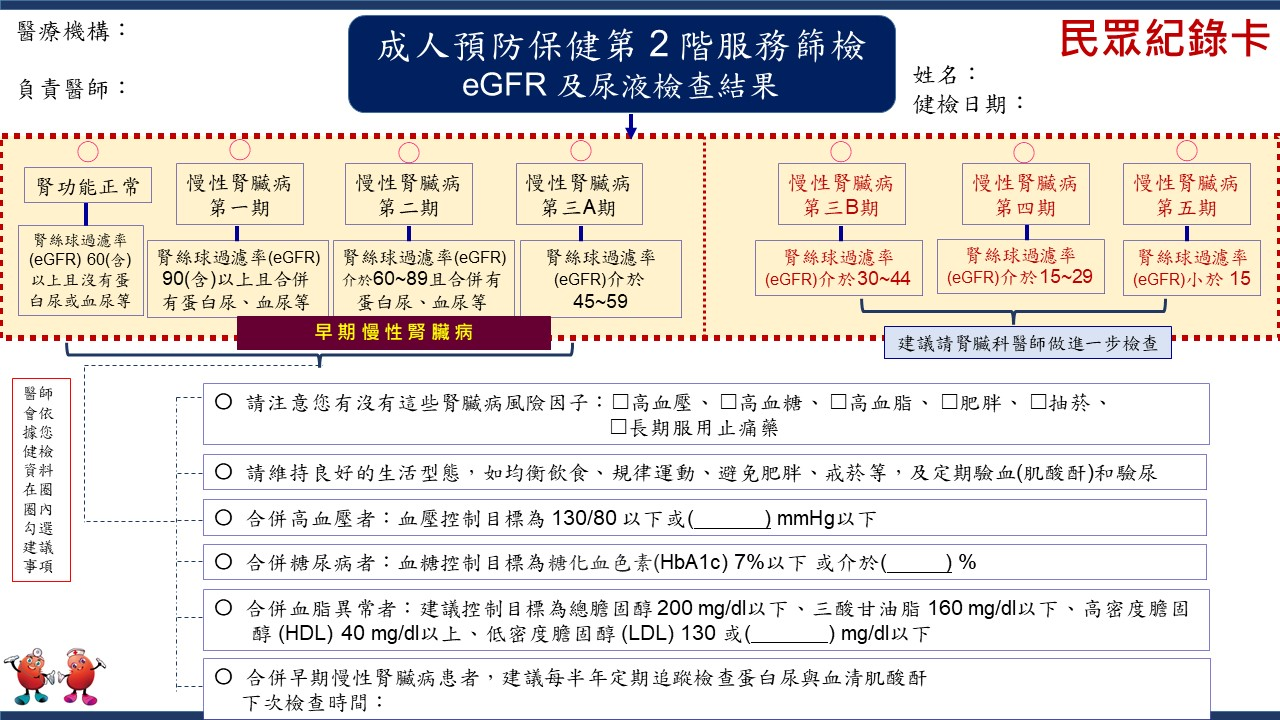 醫療機構：
負責醫師：
成人預防保健第 2 階服務篩檢
eGFR 及尿液檢查結果
民眾紀錄卡
姓名：
健檢日期：
腎功能正常
腎絲球過濾率
(eGFR) 60(含)
以上且沒有蛋
白尿或血尿等
慢性腎臟病
第一期
腎絲球過濾率(eGFR)
90(含)以上且合併
有蛋白尿、血尿等
慢性腎臟病
第二期
腎絲球過濾率(eGFR)
介於60~89且合併有
蛋白尿、血尿等
慢性腎臟病
第三A期
腎絲球過濾率
(eGFR)介於
45~59
慢性腎臟病
第三B期
腎絲球過濾率
(eGFR)介於30~44
慢性腎臟病
第四期
腎絲球過濾率
(eGFR)介於15~29
慢性腎臟病
第五期
腎絲球過濾率
(eGFR)小於 15
早期慢性腎臟病
建議請腎臟科醫師做進一步檢查
醫師
會依
據您
健檢
資料
在圈
圈內
勾選
建議
事項
○ 請注意您有沒有這些腎臟病風險因子：□高血壓、□高血糖、□高血脂、□肥胖、□抽菸、
□長期服用止痛藥
○ 請維持良好的生活型態，如均衡飲食、規律運動、避免肥胖、戒菸等，及定期驗血(肌酸酐)和驗尿
○ 合併高血壓者：血壓控制目標為 130/80 以下或(______) mmHg以下
○ 合併糖尿病者：血糖控制目標為糖化血色素(HbA1c) 7%以下 或介於(_____) %
○ 合併血脂異常者：建議控制目標為總膽固醇 200 mg/dl以下、三酸甘油脂 160 mg/dl以下、高密度膽固
醇 (HDL) 40 mg/dl以上、低密度膽固醇 (LDL) 130 或(_______) mg/dl以下
○ 合併早期慢性腎臟病患者，建議每半年定期追蹤檢查蛋白尿與血清肌酸酐
下次檢查時間：